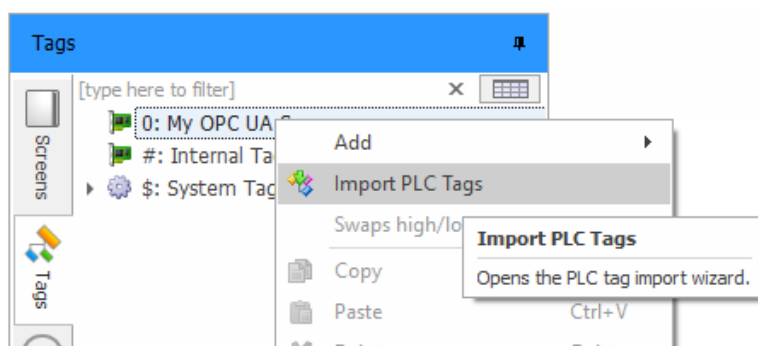 Tags
[type here to filter]
0: My OPC UA
#: Internal Ta
$: System Tag
Screens
Tags
Add
Import PLC Tags
Swaps high/lo
Copy
Paste Ctrl+V
Import PLC Tags
Opens the PLC tag import wizard.